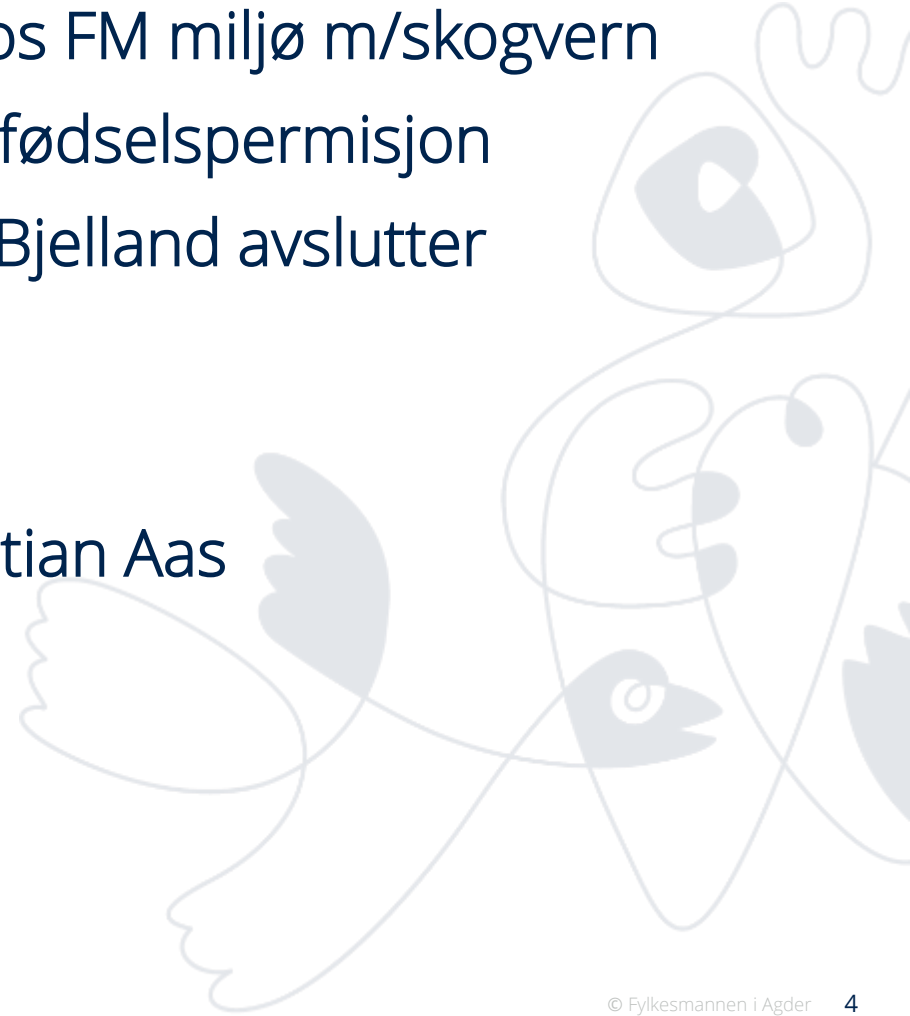 os FM miljø m/skogvern
fødselspermisjon
Bjelland avslutter
tian Aas
© Fylkesmannen i Agder 4